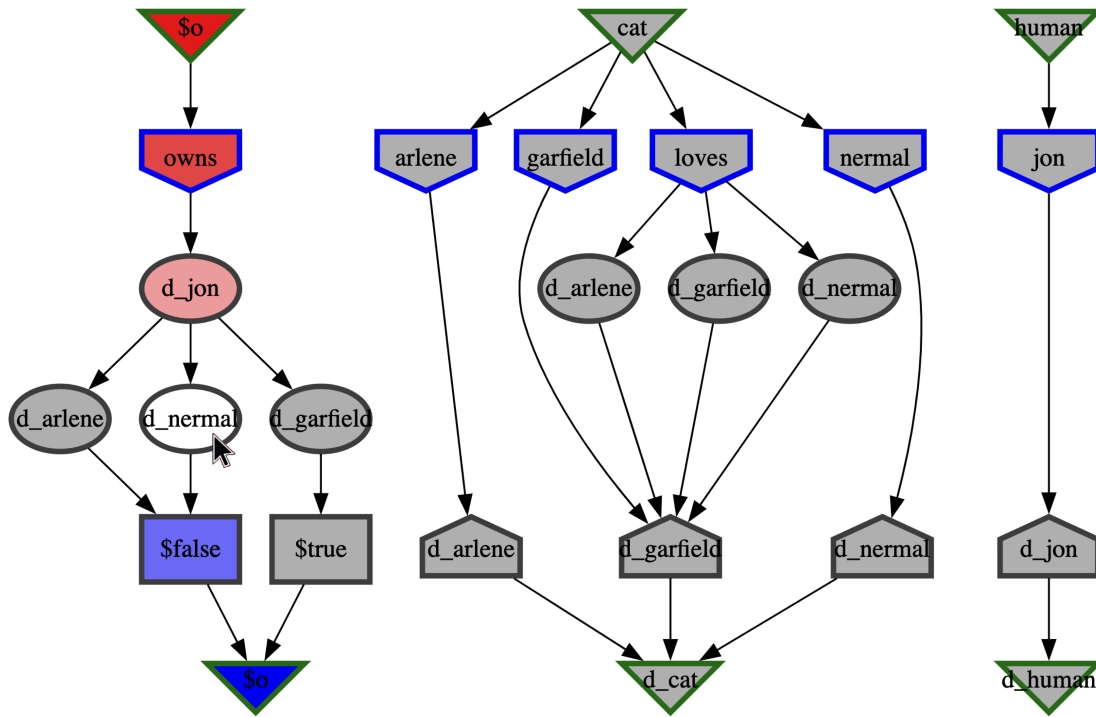 $o
cat
human
owns
arlene
garfield
loves
nermal
jon
d_jon
d_arlene
d_garfield
d_nermal
d_arlene
d_nermal
d_garfield
$false
$true
d_arlene
d_garfield
d_nermal
d_jon
$o
d_cat
d_human